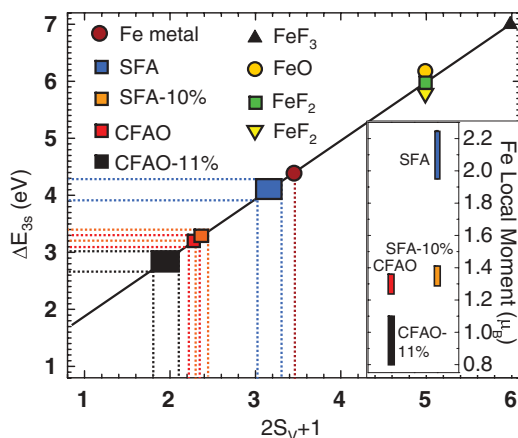 Fe metal
SFA
SFA-10%
CFAO
CFAO-11%
FeF3
FeO
FeF2
FeF2
ΔE3s (eV)
7
6
5
4
3
2
1
1 2 3 4 5 6
2SV+1
SFA
SFA-10%
CFAO
CFAO-
11%
2.2
2.0
1.8
1.6
1.4
1.2
1.0
0.8
Fe Local Moment (μB)